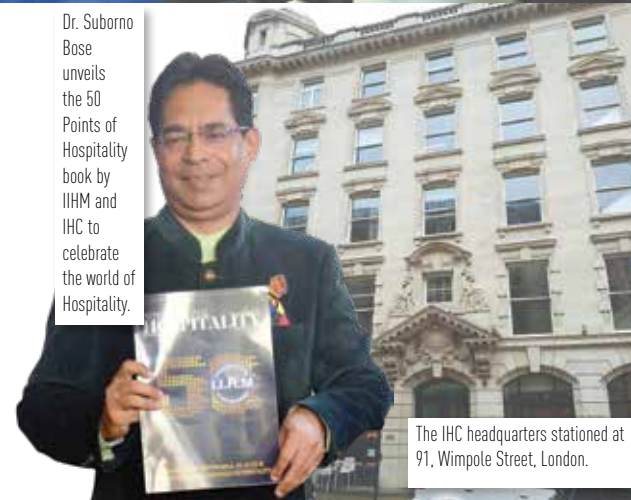 Dr. Suborno
Bose
unveils
the 50
Points of
Hospitality
book by
IIHM and
IHC to
celebrate
the world of
Hospitality.
HOSPITALITY
50
The IHC headquarters stationed at
91, Wimpole Street, London.